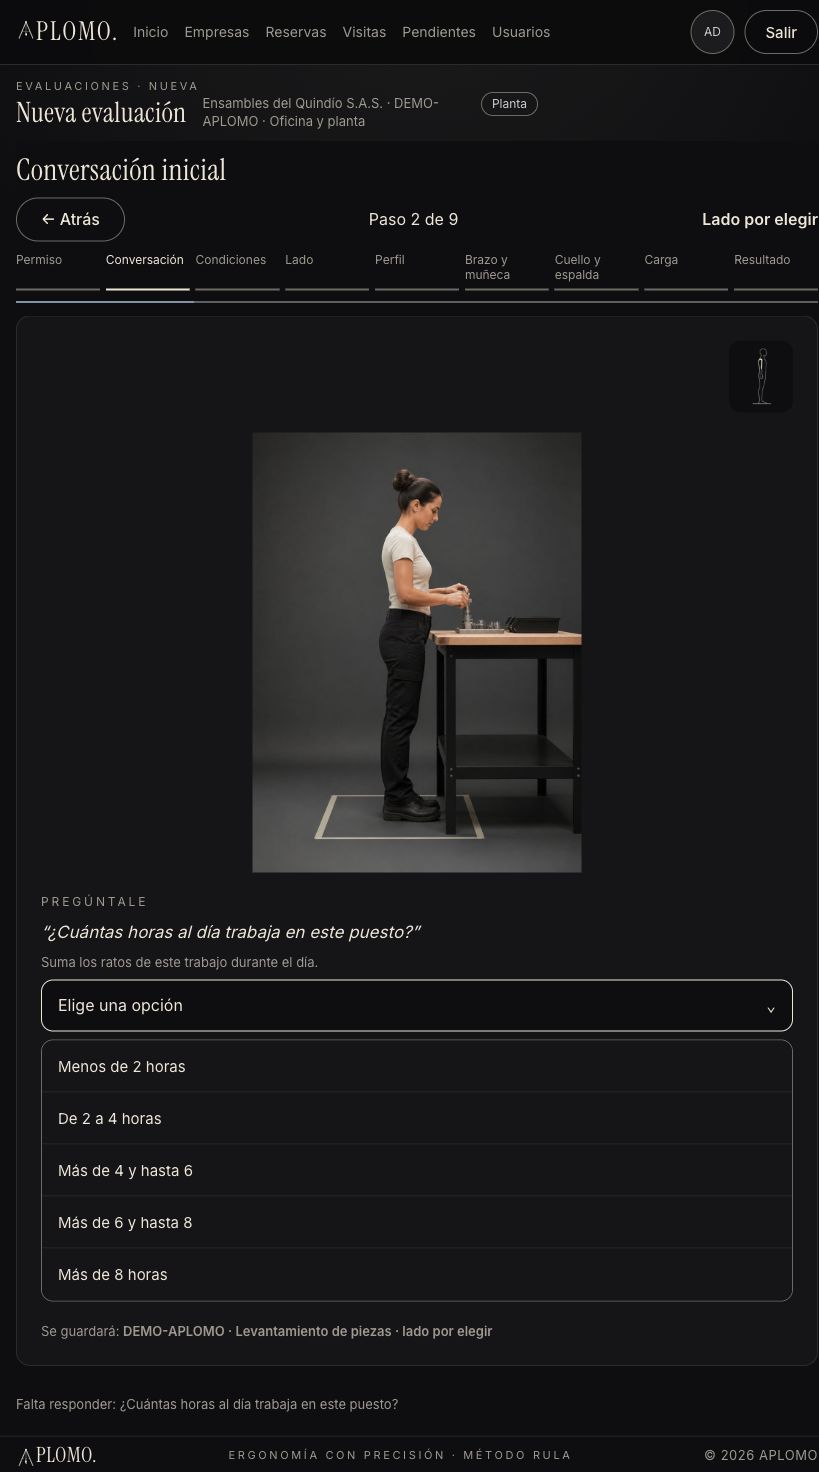 APLOMO.
Inicio
Empresas
Reservas
Visitas
Pendientes
Usuarios
AD
Salir
EVALUACIONES · NUEVA
Nueva evaluación
Ensambles del Quindío S.A.S. · DEMO-
APLOMO · Oficina y planta
Planta
Conversación inicial
← Atrás
Paso 2 de 9
Lado por elegir
Permiso
Conversación
Condiciones
Lado
Perfil
Brazo y
muñeca
Cuello y
espalda
Carga
Resultado
PREGÚNTALE
“¿Cuántas horas al día trabaja en este puesto?”
Suma los ratos de este trabajo durante el día.
Elige una opción
Menos de 2 horas
De 2 a 4 horas
Más de 4 y hasta 6
Más de 6 y hasta 8
Más de 8 horas
Se guardará: DEMO-APLOMO · Levantamiento de piezas · lado por elegir
Falta responder: ¿Cuántas horas al día trabaja en este puesto?
APLOMO.
ERGONOMÍA CON PRECISIÓN · MÉTODO RULA
© 2026 APLOMO